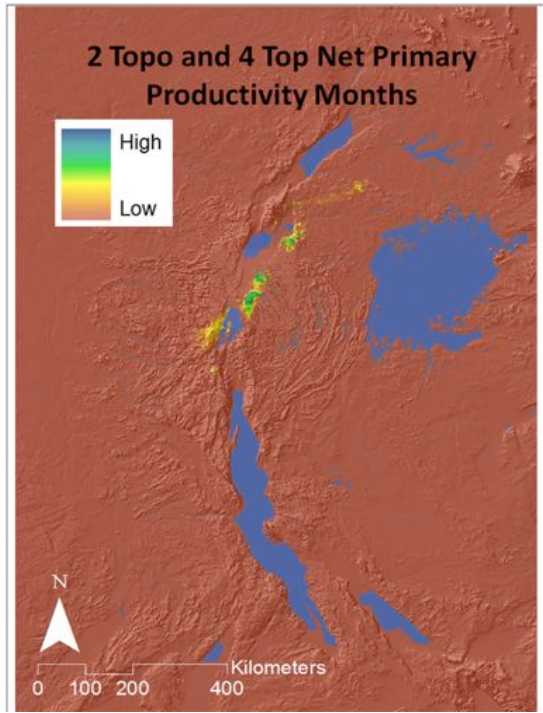 2 Topo and 4 Top Net Primary
Productivity Months
High
Low
N
Kilometers
0 100 200 400